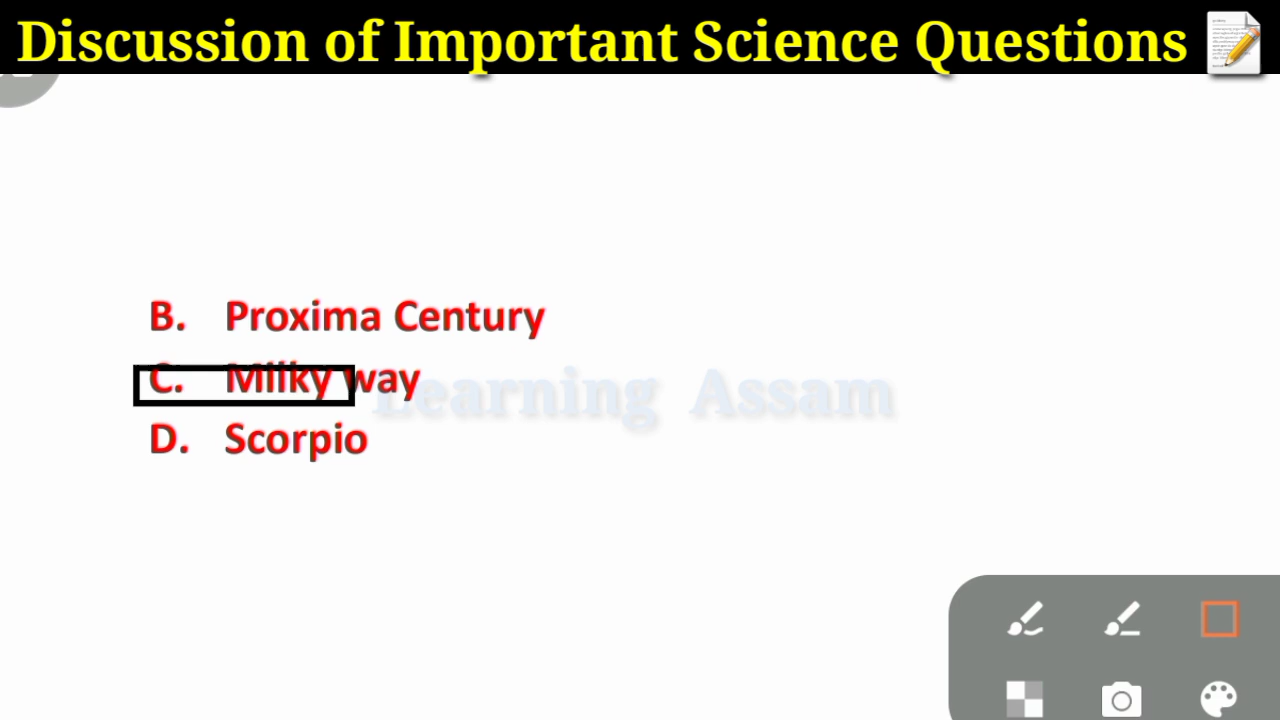 Discussion of Important Science Questions
B. Proxima Century
C. Milky way
Learning Assam
D. Scorpio